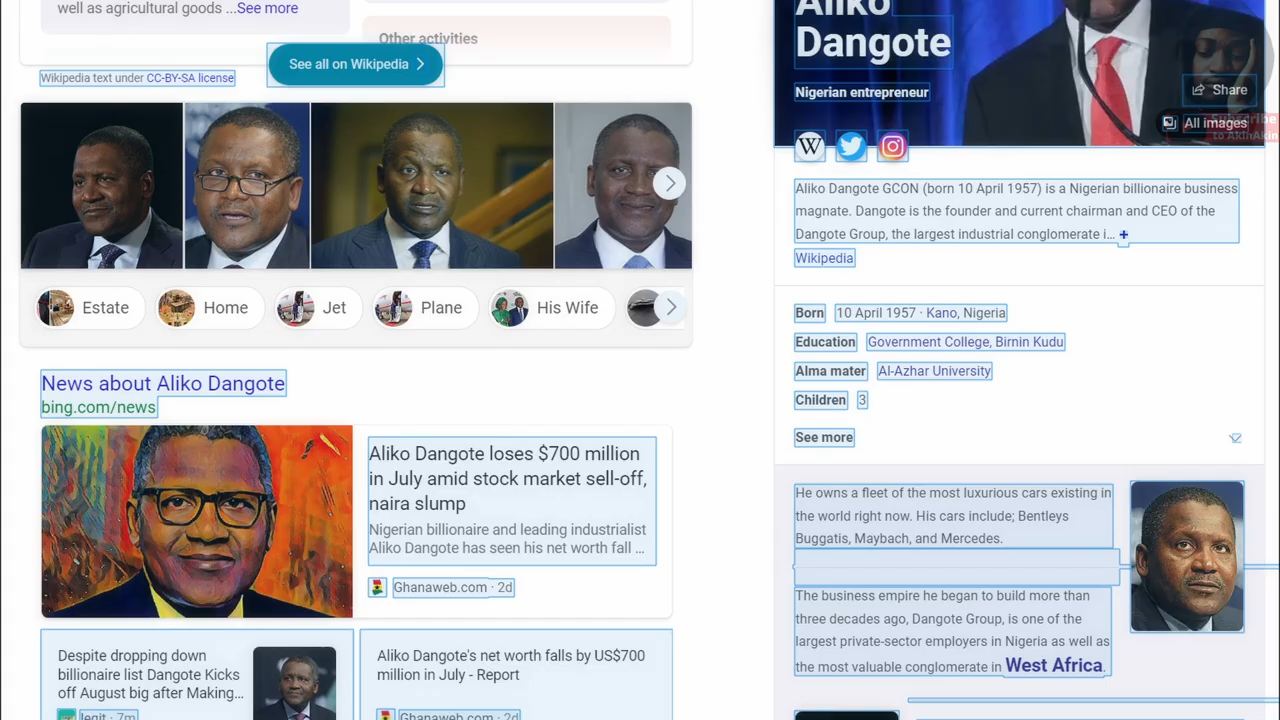 well as agricultural goods ...See more
Other activities
See all on Wikipedia
Wikipedia text under CC-BY-SA license
Estate
Home
Jet
Plane
His Wife
News about Aliko Dangote
bing.com/news
Aliko Dangote loses $700 million
in July amid stock market sell-off,
naira slump
Nigerian billionaire and leading industrialist
Aliko Dangote has seen his net worth fall ...
Ghanaweb.com · 2d
Despite dropping down
billionaire list Dangote Kicks
off August big after Making...
legit · 7m
Aliko Dangote's net worth falls by US$700
million in July - Report
Ghanaweb.com · 2d
Aliko
Dangote
Nigerian entrepreneur
Share
All images
Subscribe
to AkinAkin
W
Aliko Dangote GCON (born 10 April 1957) is a Nigerian billionaire business
magnate. Dangote is the founder and current chairman and CEO of the
Dangote Group, the largest industrial conglomerate i... +
Wikipedia
Born 10 April 1957 · Kano, Nigeria
Education Government College, Birnin Kudu
Alma mater Al-Azhar University
Children 3
See more
He owns a fleet of the most luxurious cars existing in
the world right now. His cars include; Bentleys
Buggatis, Maybach, and Mercedes.
The business empire he began to build more than
three decades ago, Dangote Group, is one of the
largest private-sector employers in Nigeria as well as
the most valuable conglomerate in West Africa.